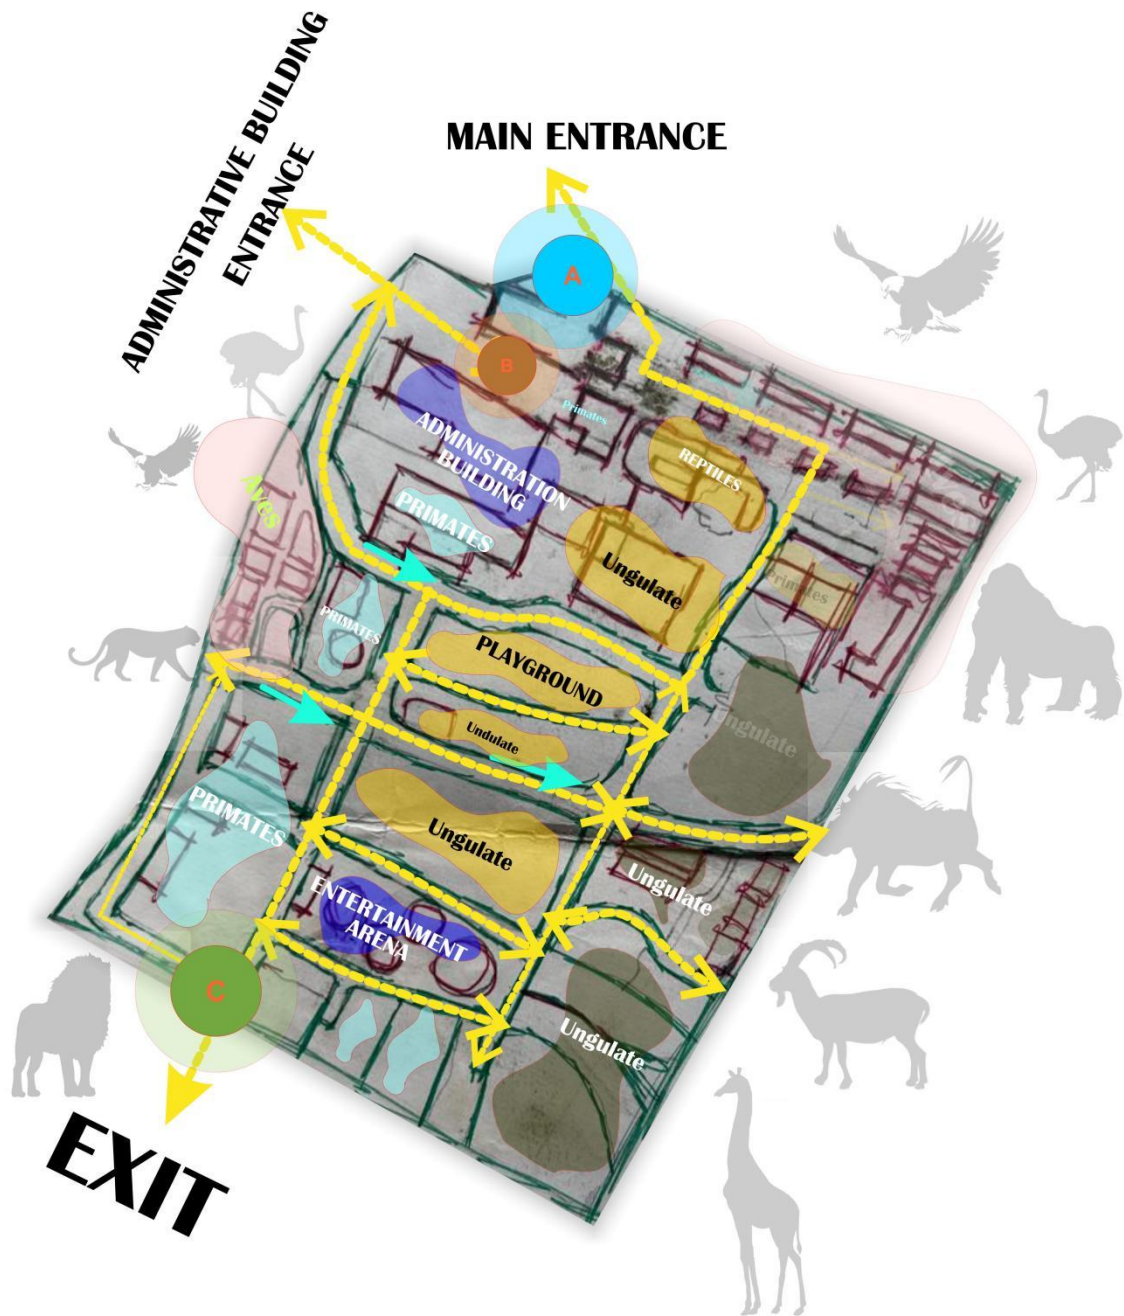 ADMINISTRATIVE BUILDING
ENTRANCE
MAIN ENTRANCE
A
B
Primates
ADMINISTRATION
BUILDING
REPTILES
PRIMATES
Aves
Ungulate
Primates
PRIMATES
PLAYGROUND
Undulate
Ungulate
PRIMATES
Ungulate
Ungulate
ENTERTAINMENT
ARENA
C
Ungulate
EXIT